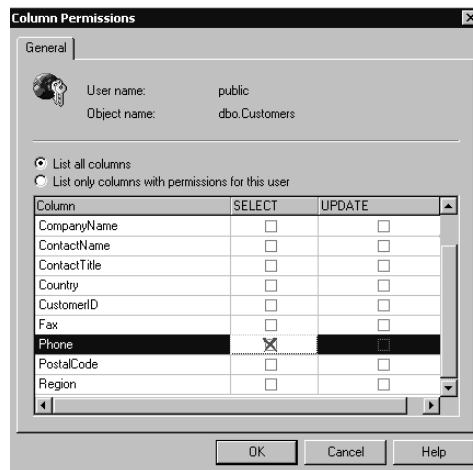 Column Permissions
General
User name: public
Object name: dbo.Customers
List all columns
List only columns with permissions for this user
Column SELECT UPDATE
CompanyName
ContactName
ContactTitle
Country
CustomerID
Fax
Phone
PostalCode
Region
OK Cancel Help